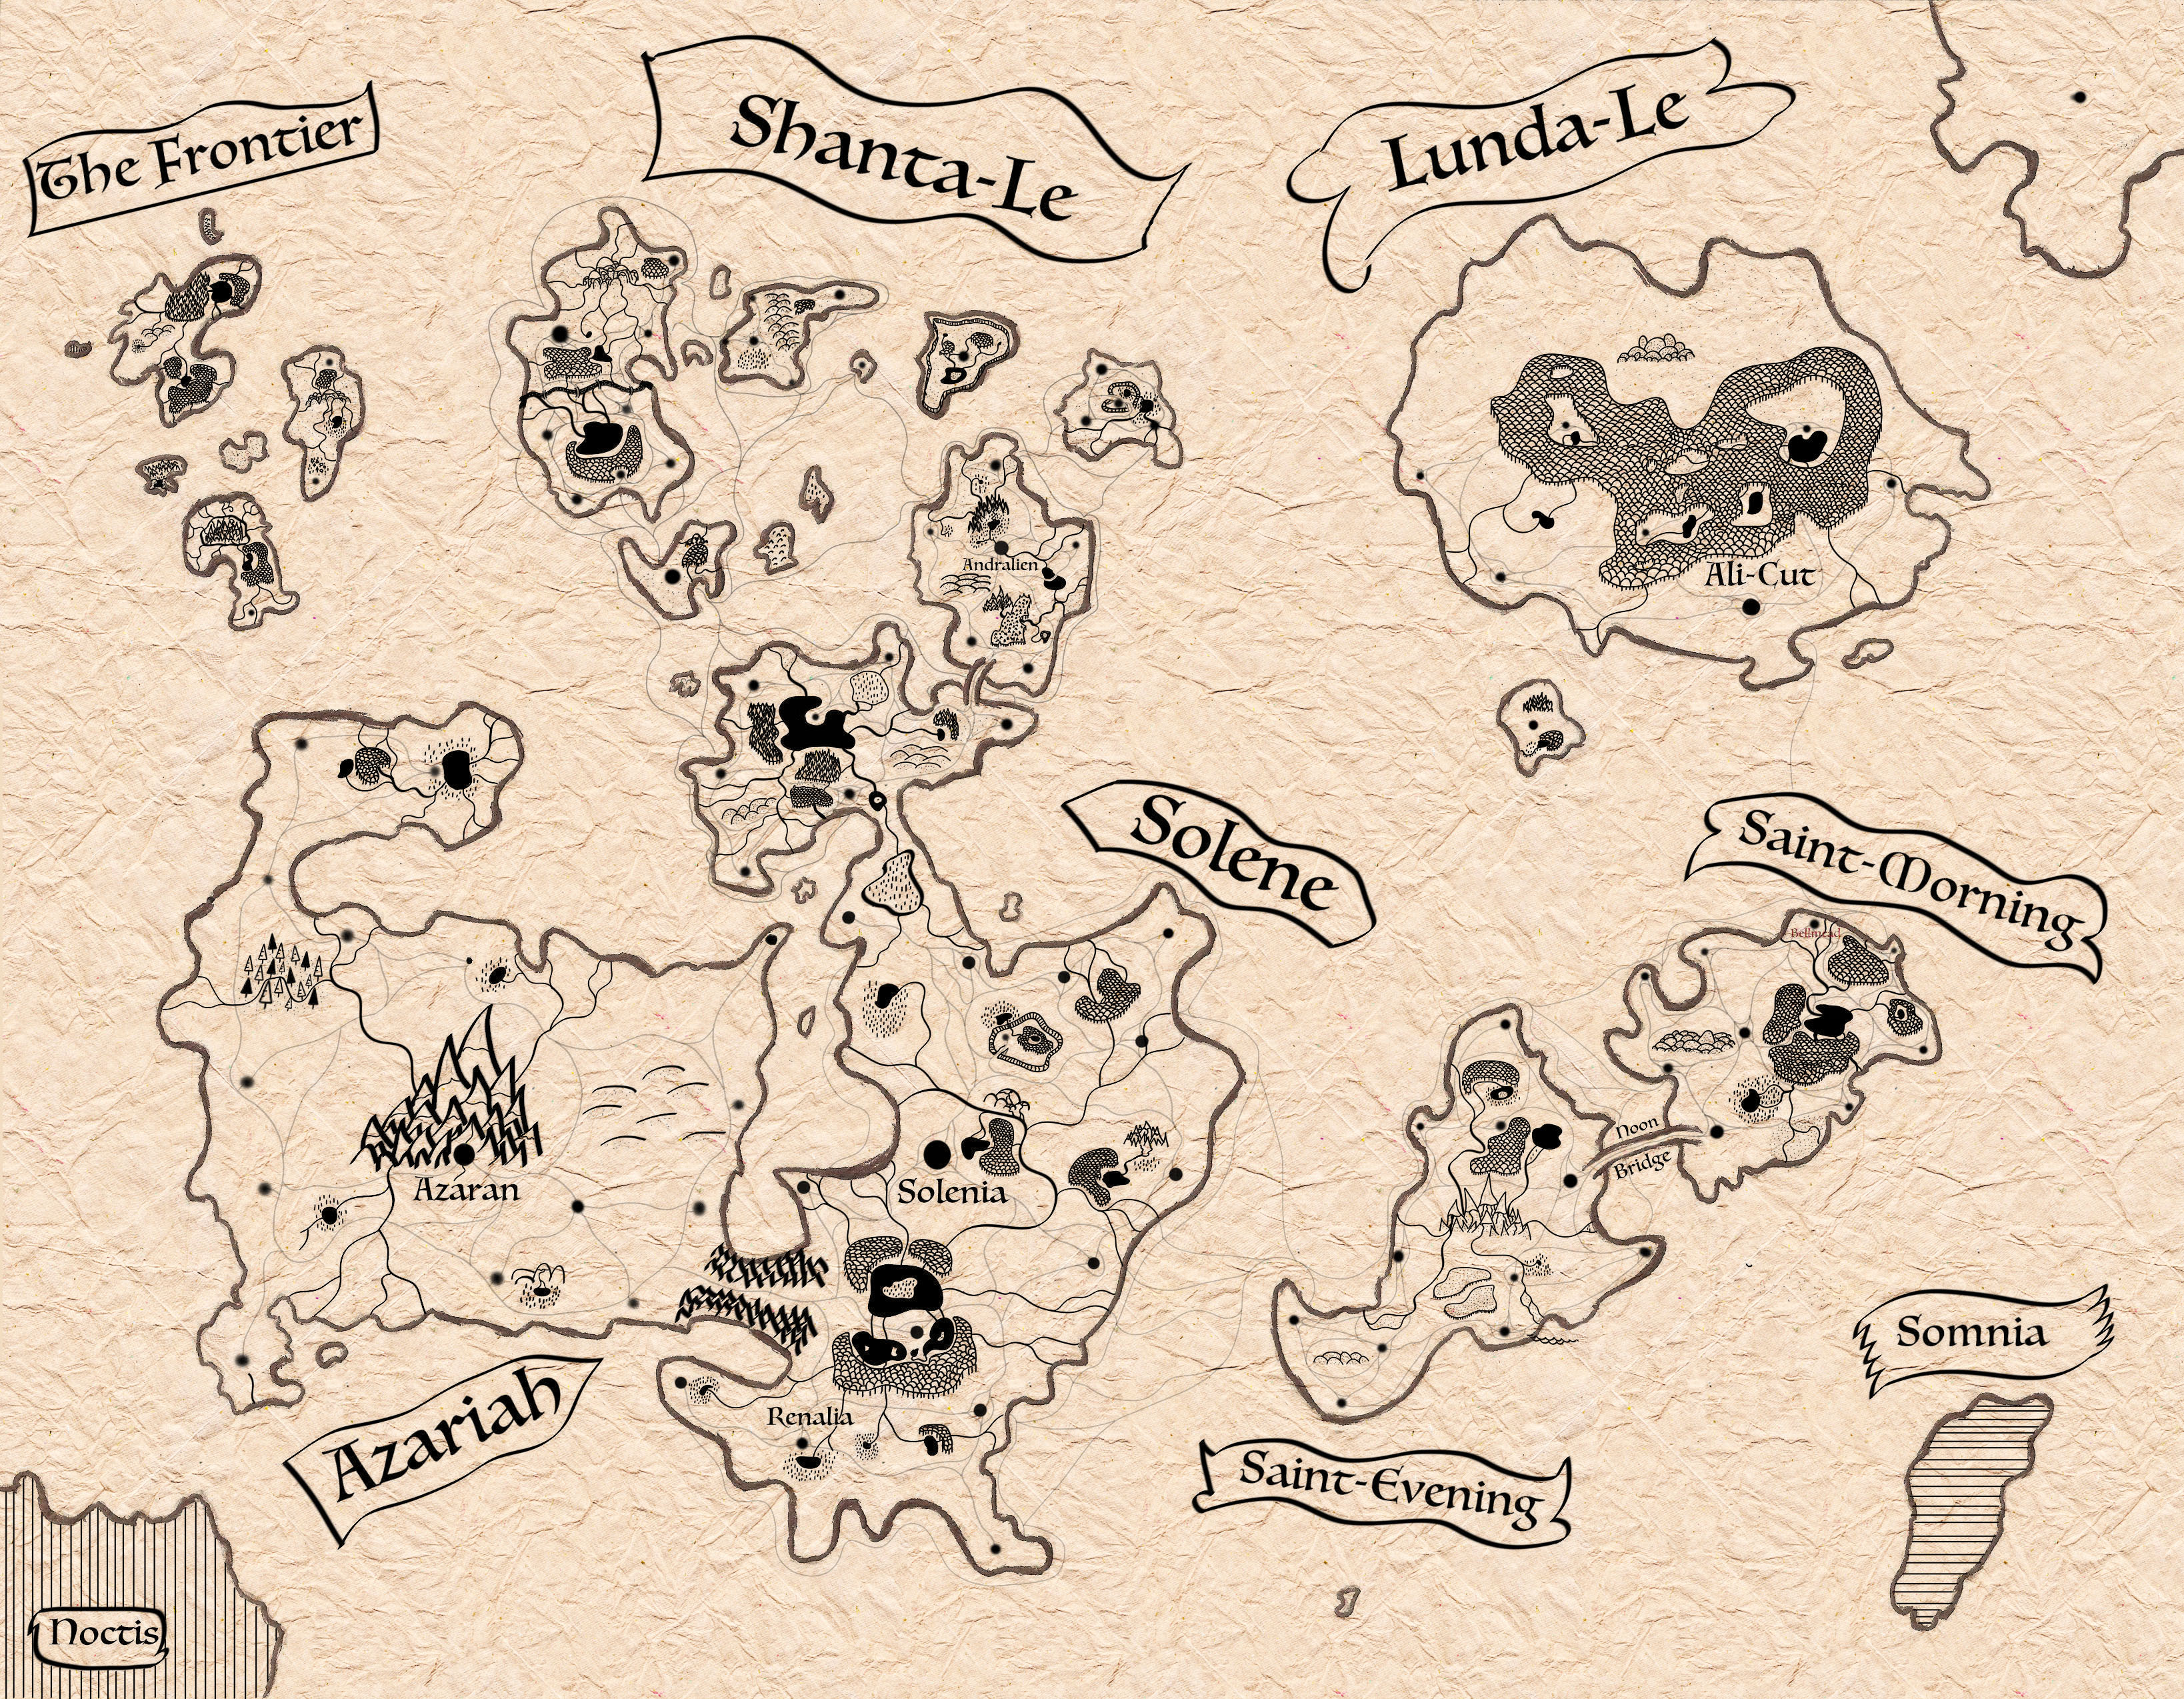 The Frontier
Shanta-Le
Lunda-Le
Andralien
Ali-Cut
Solene
Saint-Morning
Bellmead
Noon
Bridge
Azaran
Solenia
Somnia
Azariah
Renalia
Saint-Evening
Noctis